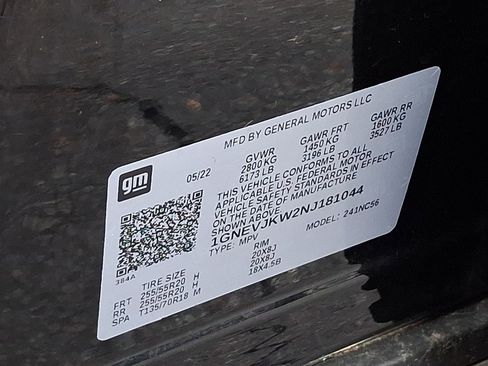 gm
MFD BY GENERAL MOTORS LLC
05/22 GVWR GAWR FRT GAWR RR
2800 KG 1450 KG 1600 KG
6173 LB 3196 LB 3527 LB
THIS VEHICLE CONFORMS TO ALL
APPLICABLE U.S. FEDERAL MOTOR
VEHICLE SAFETY STANDARDS IN EFFECT
ON THE DATE OF MANUFACTURE
SHOWN ABOVE
1GNEVJKW2NJ181044
TYPE: MPV MODEL: 241NC56
384A
TIRE SIZE RIM
FRT 255/55R20 H 20X8J
RR 255/55R20 H 20X8J
SPA T135/70R18 M 18X4.5B